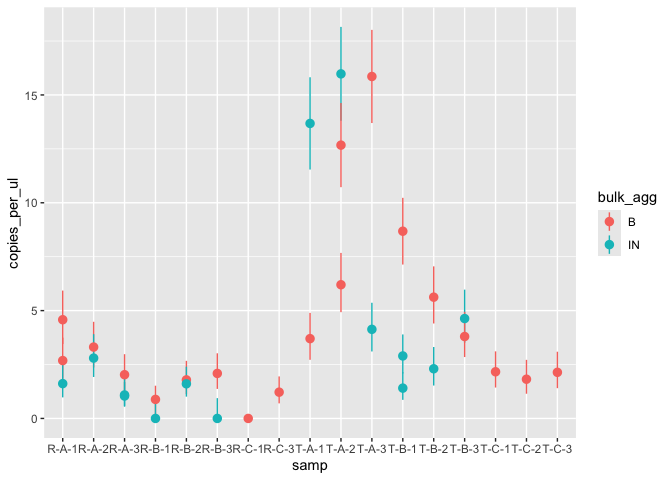 15
10
5
0
copies_per_ul
R-A-1 R-A-2 R-A-3 R-B-1 R-B-2 R-B-3 R-C-1 R-C-3 T-A-1 T-A-2 T-A-3 T-B-1 T-B-2 T-B-3 T-C-1 T-C-2 T-C-3
samp
bulk_agg
B
IN